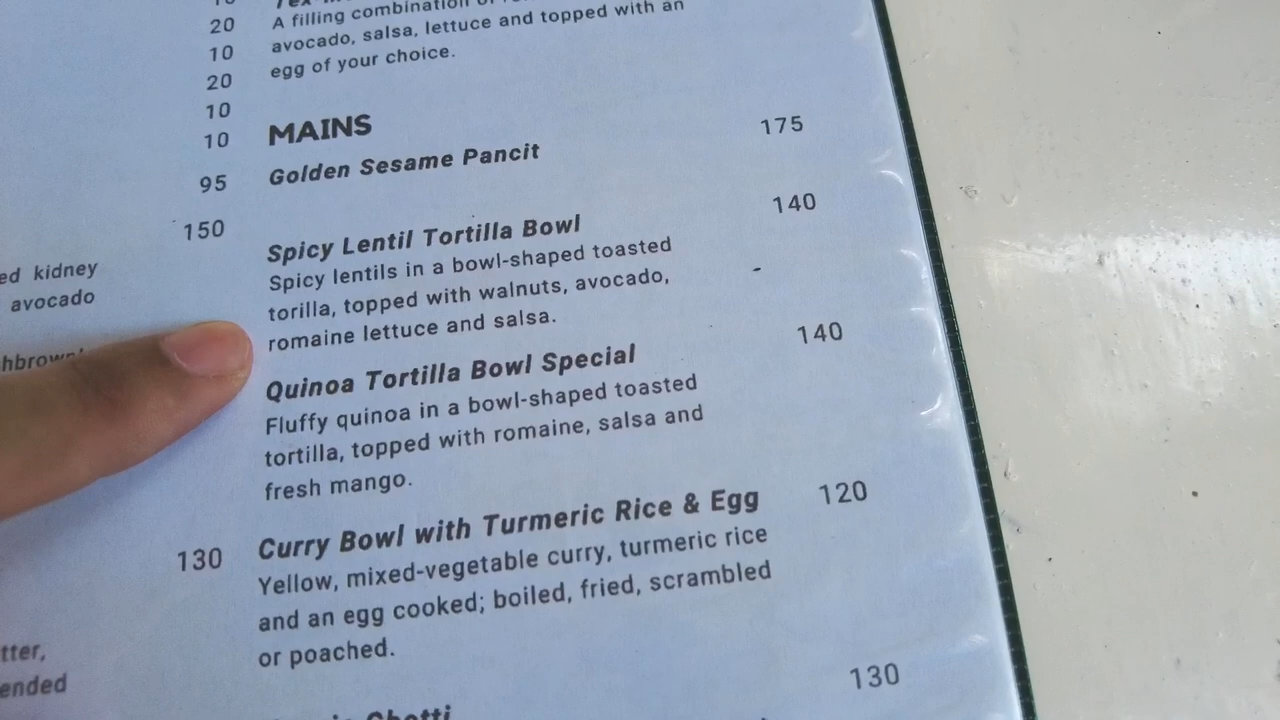 20
10
20
10
10
95
150
ed kidney
avocado
130
tter,
ended
A filling combination
avocado, salsa, lettuce and topped with an
egg of your choice.
MAINS
Golden Sesame Pancit 175
Spicy Lentil Tortilla Bowl 140
Spicy lentils in a bowl-shaped toasted
torilla, topped with walnuts, avocado,
romaine lettuce and salsa.
Quinoa Tortilla Bowl Special 140
Fluffy quinoa in a bowl-shaped toasted
tortilla, topped with romaine, salsa and
fresh mango.
Curry Bowl with Turmeric Rice & Egg 120
Yellow, mixed-vegetable curry, turmeric rice
and an egg cooked; boiled, fried, scrambled
or poached.
130